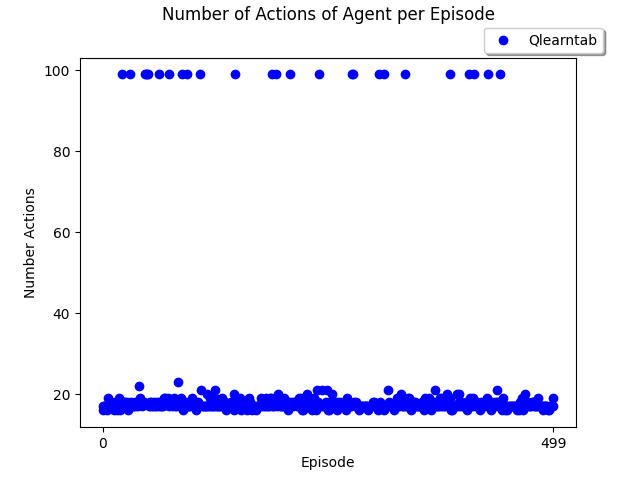 Number of Actions of Agent per Episode
Qlearntab
100
80
60
40
20
Number Actions
0
499
Episode